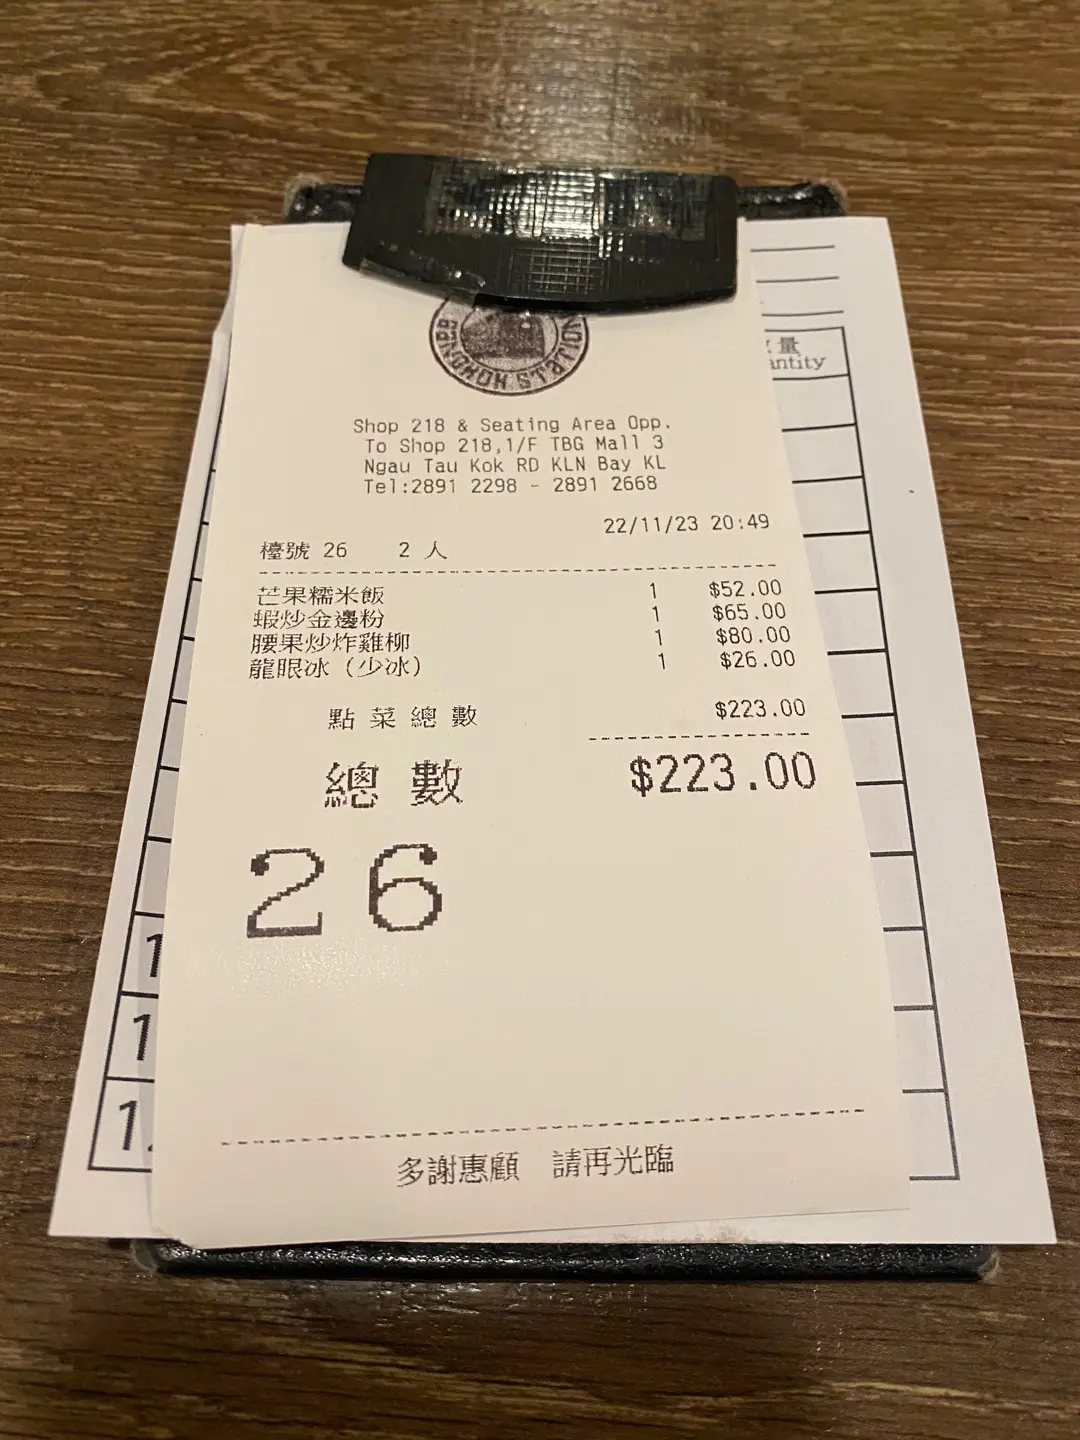 BANGKOK STATION
Shop 218 & Seating Area Opp.
To Shop 218,1/F TBG Mall 3
Ngau Tau Kok RD KLN Bay KL
Tel:2891 2298 - 2891 2668
22/11/23 20:49
檯號 26 2 人
芒果糯米飯 1 $52.00
蝦炒金邊粉 1 $65.00
腰果炒炸雞柳 1 $80.00
龍眼冰（少冰） 1 $26.00
點菜總數 $223.00
總數 $223.00
26
多謝惠顧 請再光臨
量
antity